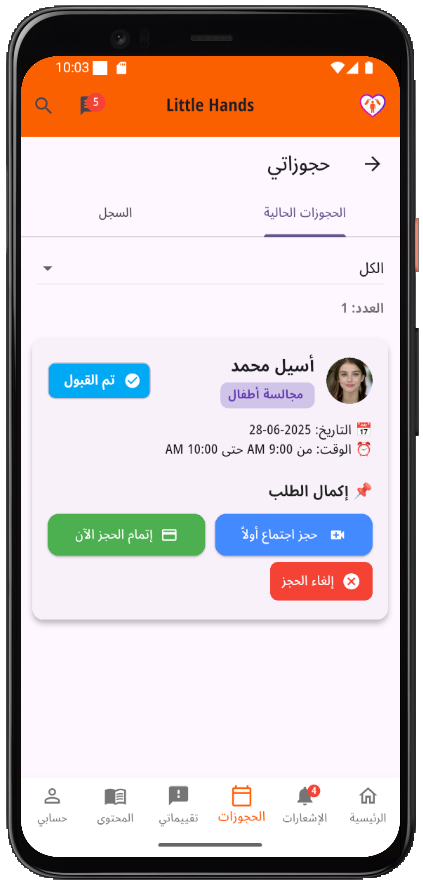 10:03
5
Little Hands
حجوزاتي
الحجوزات الحالية
السجل
الكل
العدد: 1
أسيل محمد
تم القبول
مجالسة أطفال
التاريخ: 2025-06-28
الوقت: من 9:00 AM حتى 10:00 AM
إكمال الطلب
حجز اجتماع أولاً
إتمام الحجز الآن
إلغاء الحجز
4
الرئيسية
الإشعارات
الحجوزات
تقييماتي
المحتوى
حسابي